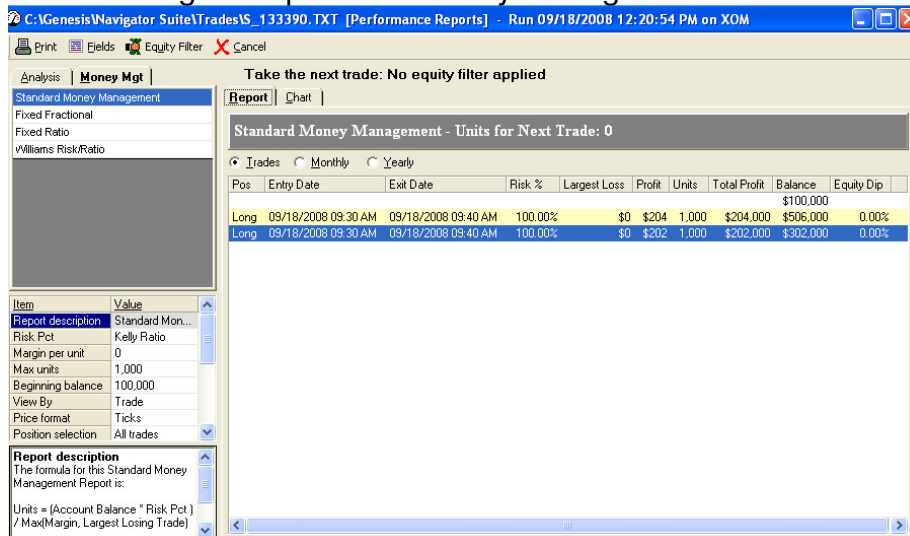 C:\Genesis\Navigator Suite\Trades\S_133390.TXT [Performance Reports] - Run 09/18/2008 12:20:54 PM on XOM
Print Fields Equity Filter Cancel
Analysis Money Mgt
Take the next trade: No equity filter applied
Standard Money Management
Fixed Fractional
Fixed Ratio
Williams Risk/Ratio
Report Chart
Standard Money Management - Units for Next Trade: 0
Trades Monthly Yearly
Pos Entry Date Exit Date Risk % Largest Loss Profit Units Total Profit Balance Equity Dip
$100,000
Long 09/18/2008 09:30 AM 09/18/2008 09:40 AM 100.00% $0 $204 1,000 $204,000 $506,000 0.00%
Long 09/18/2008 09:30 AM 09/18/2008 09:40 AM 100.00% $0 $202 1,000 $202,000 $302,000 0.00%
Item Value
Report description Standard Mon...
Risk Pct Kelly Ratio
Margin per unit 0
Max units 1,000
Beginning balance 100,000
View By Trade
Price format Ticks
Position selection All trades
Report description
The formula for this Standard Money
Management Report is:
Units = (Account Balance * Risk Pct )
/ Max(Margin, Largest Losing Trade)